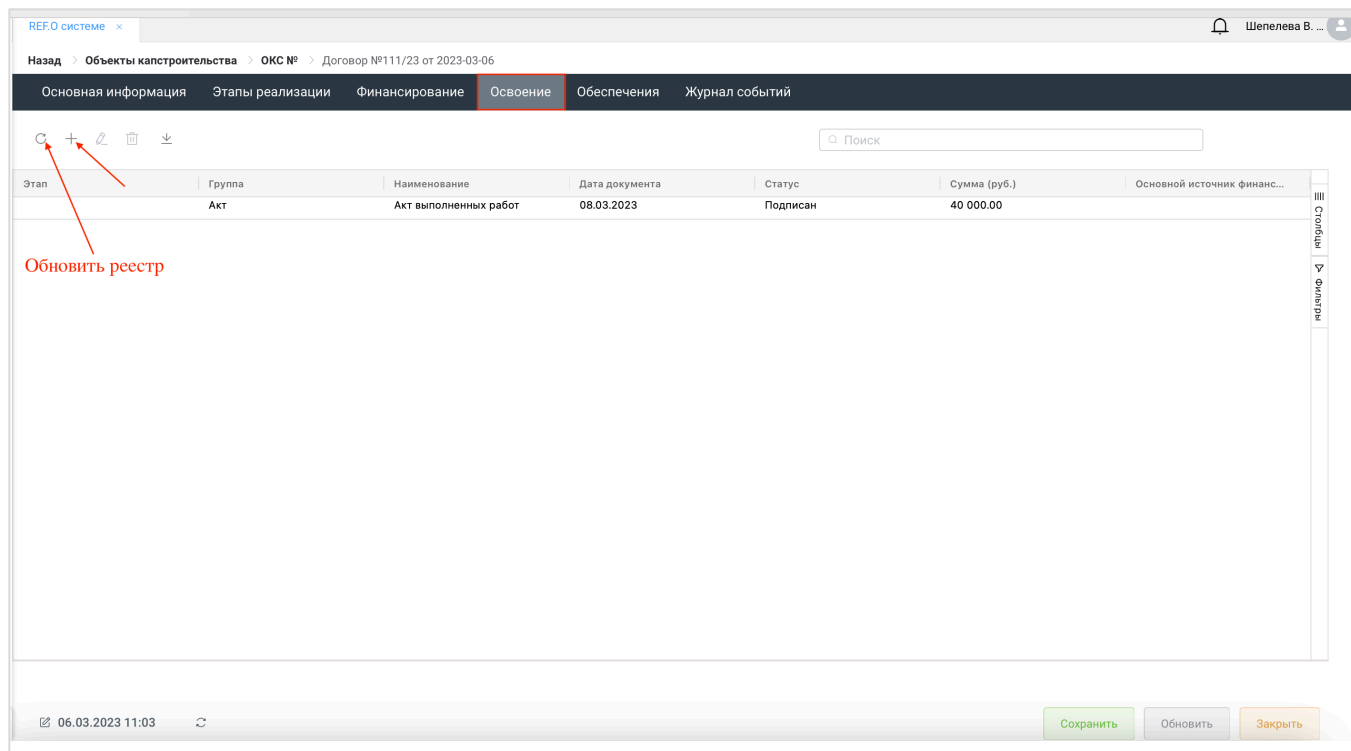 REF.О системе ×
Шепелева В. ...
Назад > Объекты капстроительства > ОКС № > Договор №111/23 от 2023-03-06
Основная информация Этапы реализации Финансирование Освоение Обеспечения Журнал событий
Поиск
Этап Группа Наименование Дата документа Статус Сумма (руб.) Основной источник финанс...
Акт Акт выполненных работ 08.03.2023 Подписан 40 000.00
Столбцы
Фильтры
Обновить реестр
06.03.2023 11:03
Сохранить Обновить Закрыть